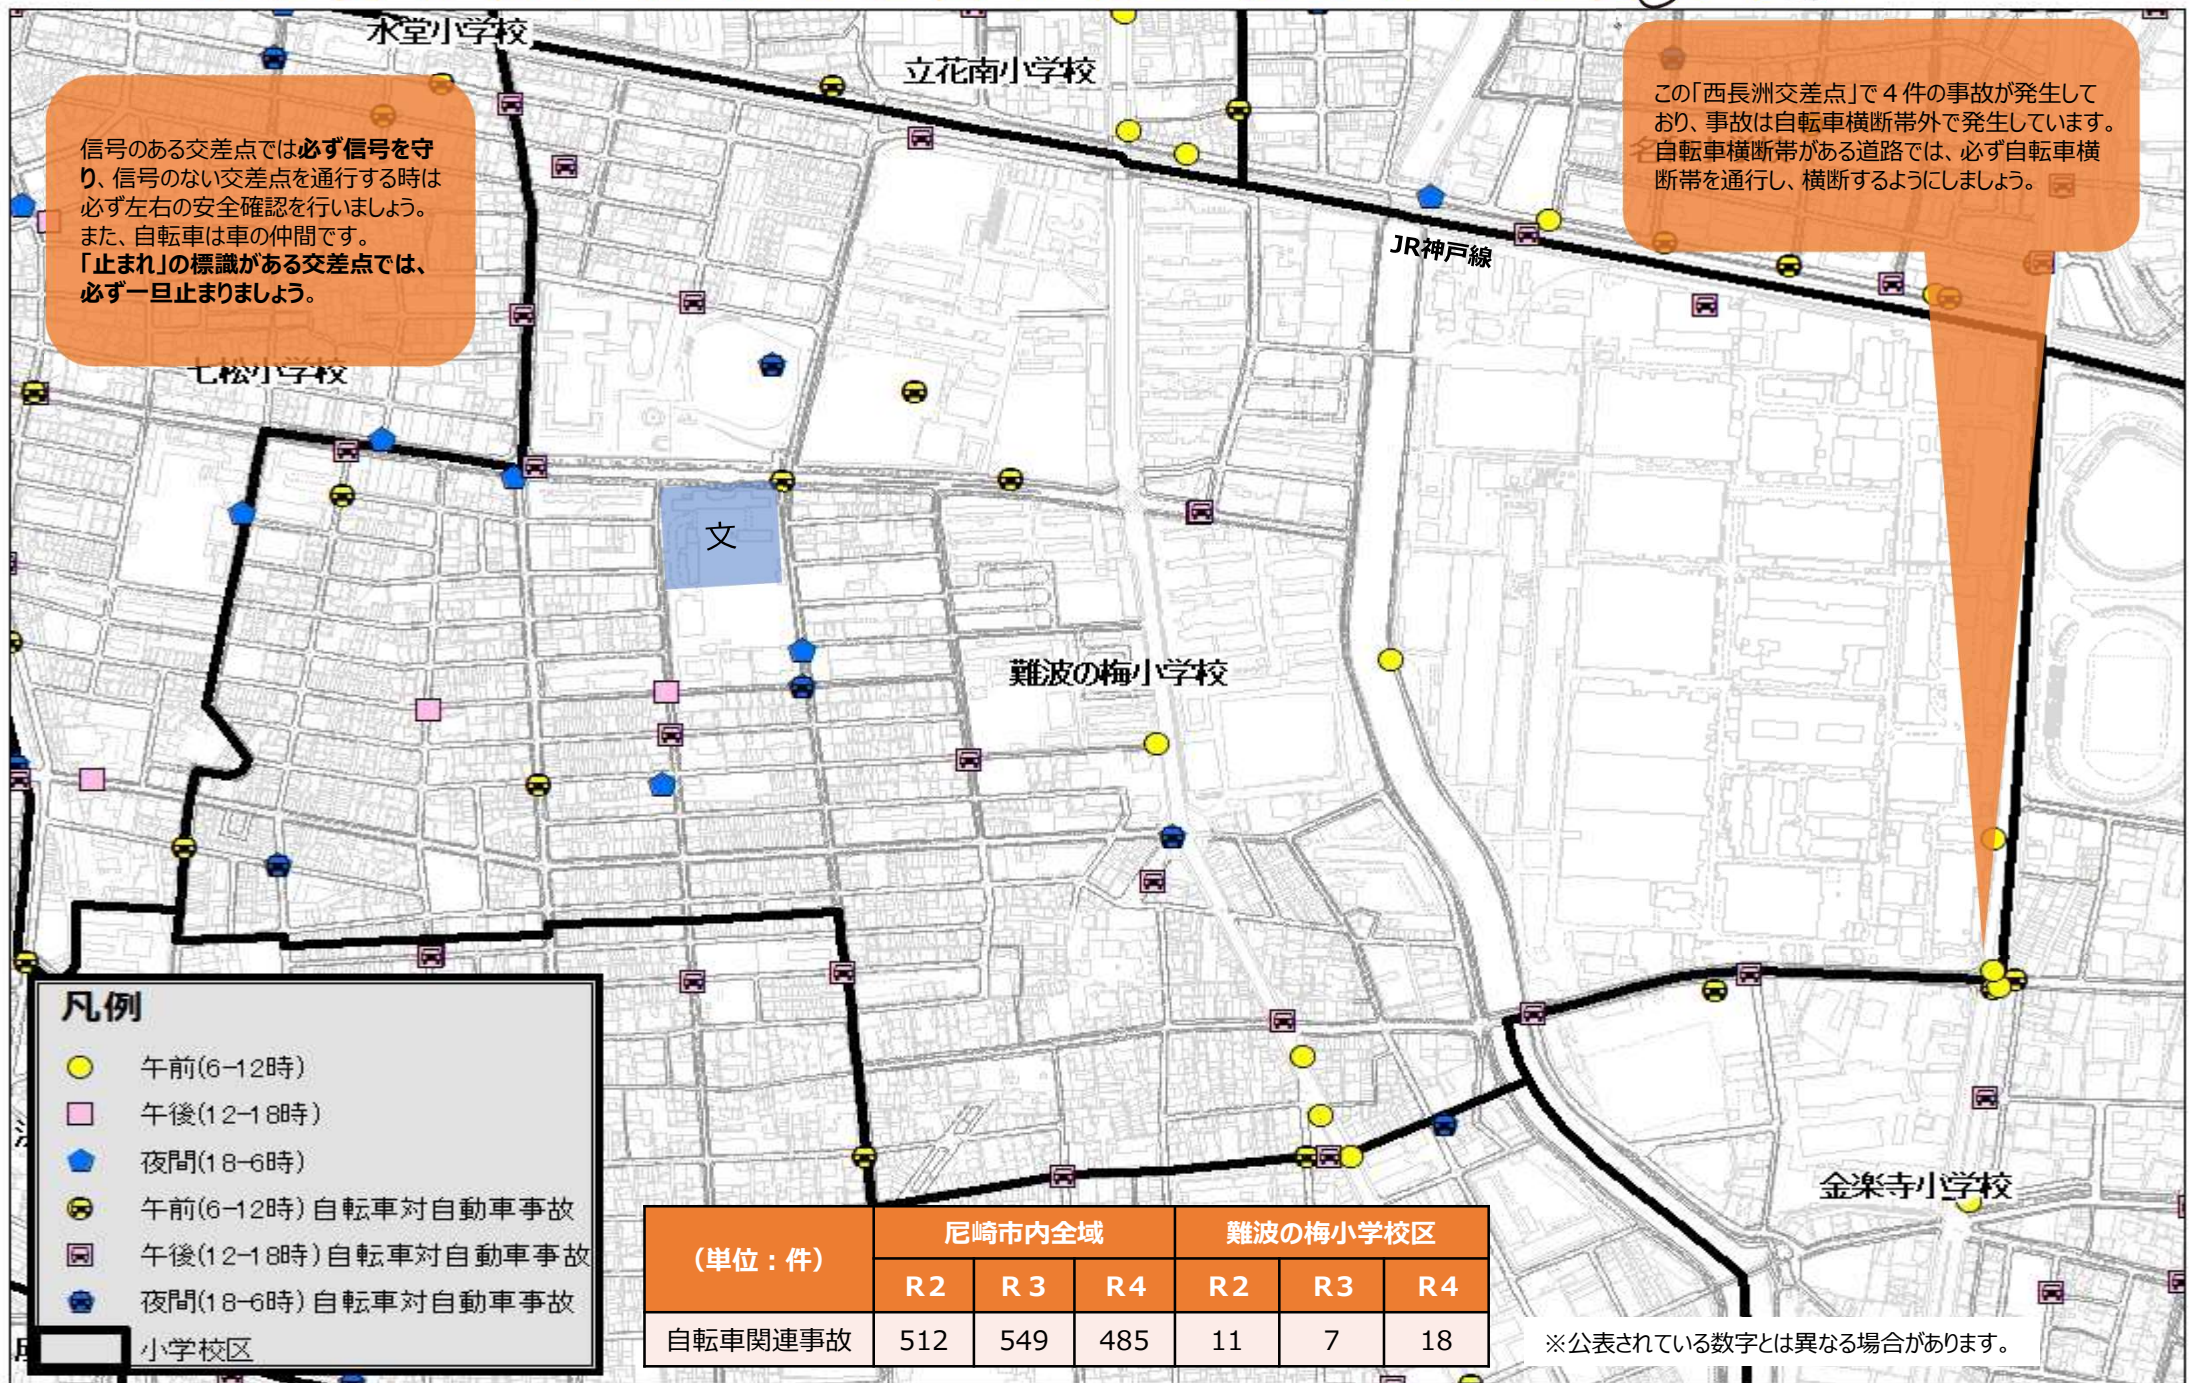 水堂小学校
立花南小学校
信号のある交差点では必ず信号を守
り、信号のない交差点を通行する時は
必ず左右の安全確認を行いましょう。
また、自転車は車の仲間です。
「止まれ」の標識がある交差点では、
必ず一旦止まりましょう。
この「西長洲交差点」で4件の事故が発生して
おり、事故は自転車横断帯外で発生しています。
自転車横断帯がある道路では、必ず自転車横
断帯を通行し、横断するようにしましょう。
JR神戸線
七松小学校
文
難波の梅小学校
金楽寺小学校
凡例
午前(6-12時)
午後(12-18時)
夜間(18-6時)
午前(6-12時)自転車対自動車事故
午後(12-18時)自転車対自動車事故
夜間(18-6時)自転車対自動車事故
小学校区
(単位:件) 尼崎市内全域 難波の梅小学校区
R2 R3 R4 R2 R3 R4
自転車関連事故 512 549 485 11 7 18
※公表されている数字とは異なる場合があります。